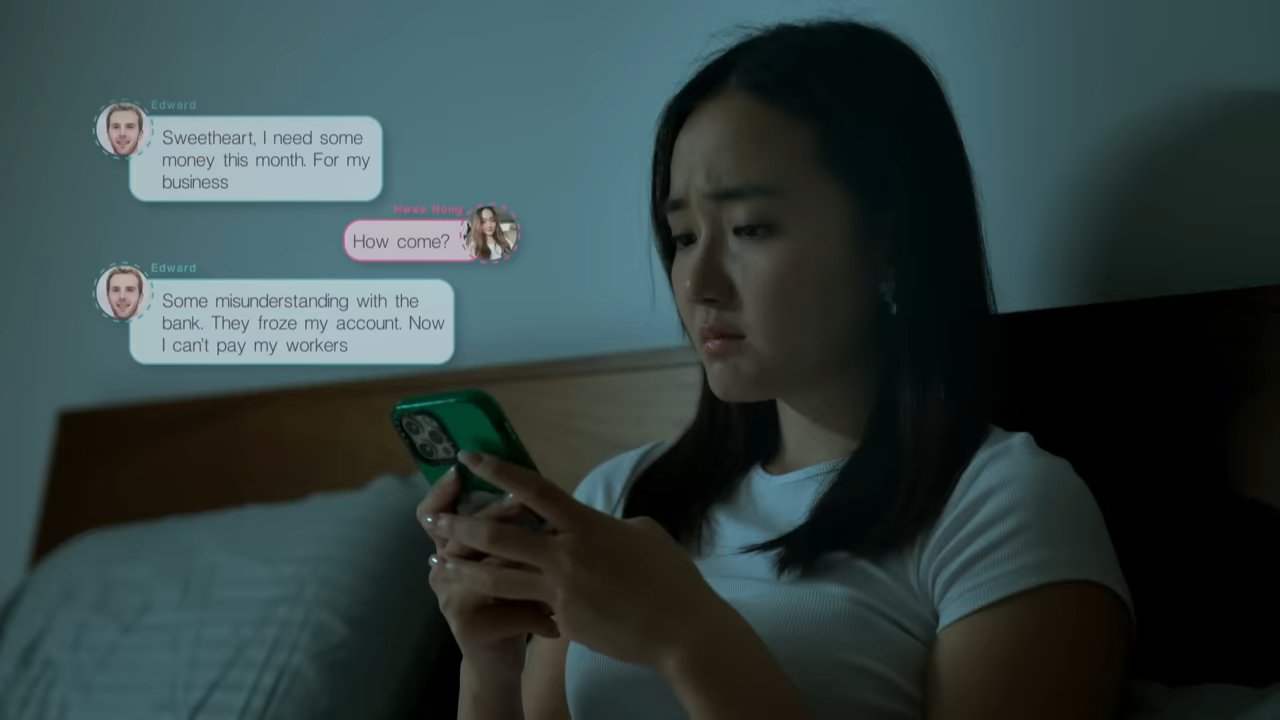 Edward
Sweetheart, I need some
money this month. For my
business
Hwee Hong
How come?
Edward
Some misunderstanding with the
bank. They froze my account. Now
I can't pay my workers